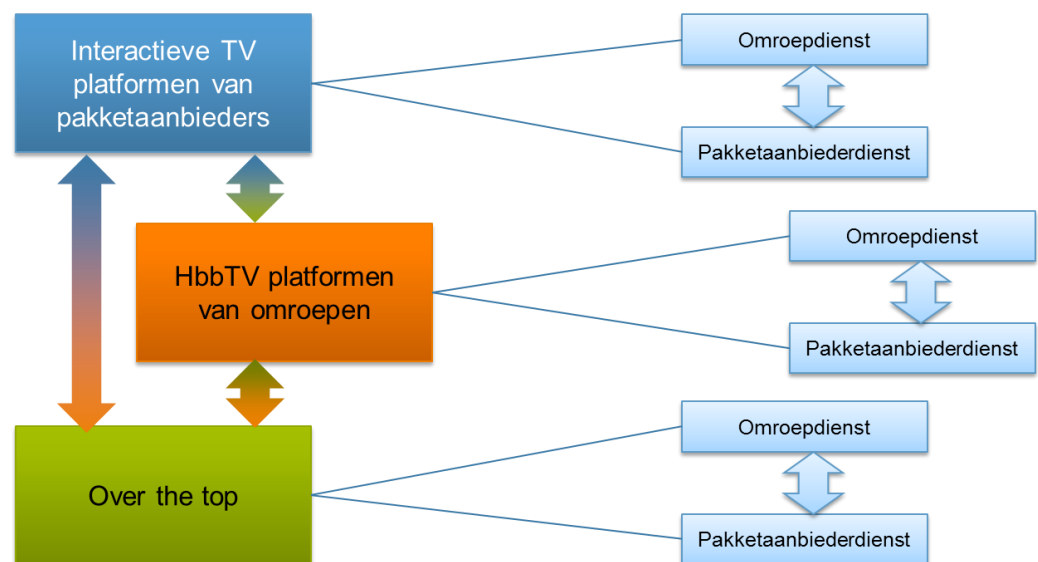 Interactieve TV
platformen van
pakketaanbieders
Omroepdienst
Pakketaanbiederdienst
HbbTV platformen
van omroepen
Omroepdienst
Pakketaanbiederdienst
Over the top
Omroepdienst
Pakketaanbiederdienst